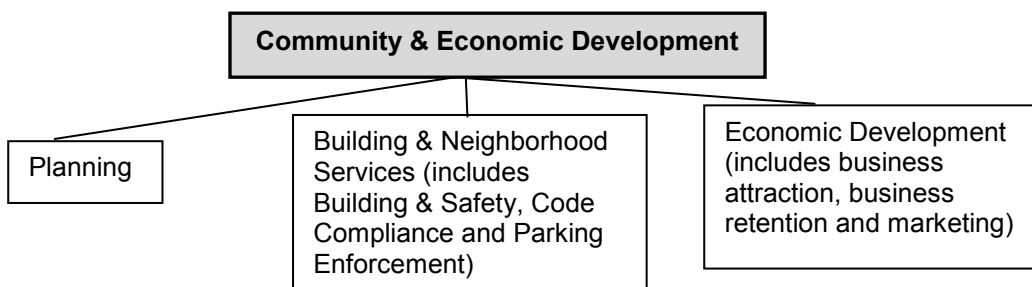 Community & Economic Development
Planning
Building & Neighborhood
Services (includes
Building & Safety, Code
Compliance and Parking
Enforcement)
Economic Development
(includes business
attraction, business
retention and marketing)